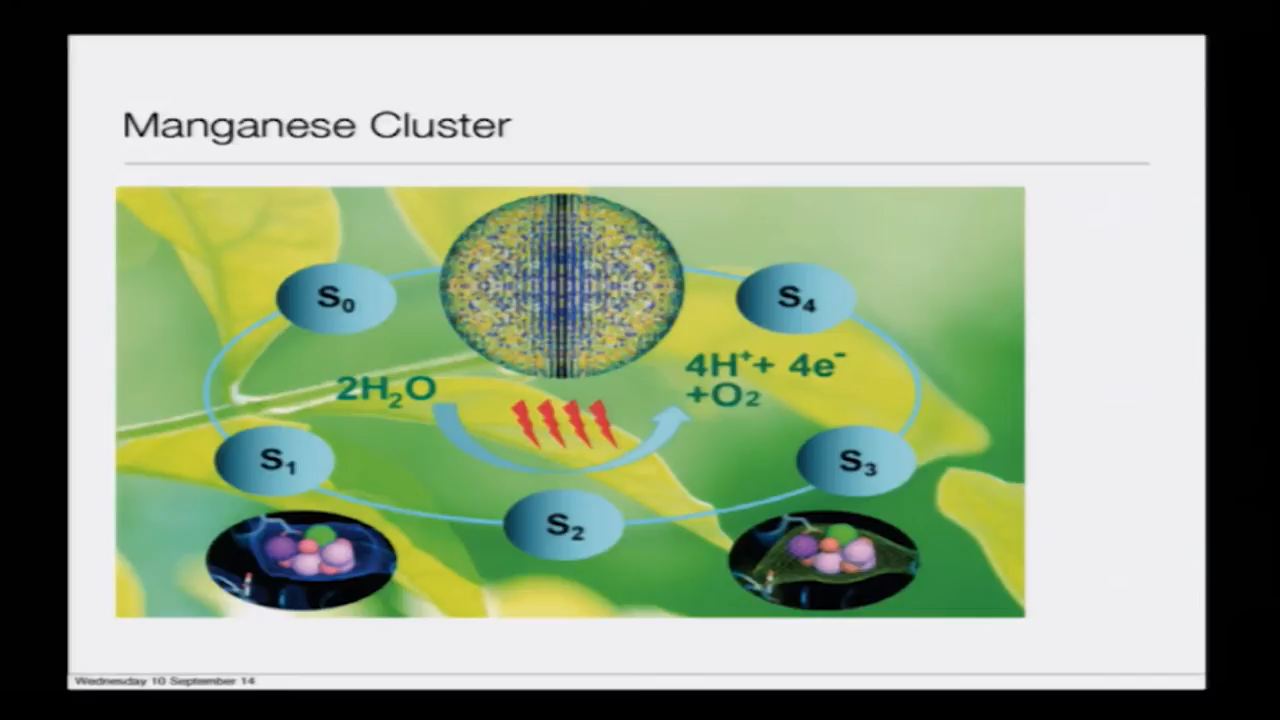 Manganese Cluster
S₀
S₄
4H⁺+ 4e⁻
2H₂O
+O₂
S₁
S₃
S₂
Wednesday 10 September 14